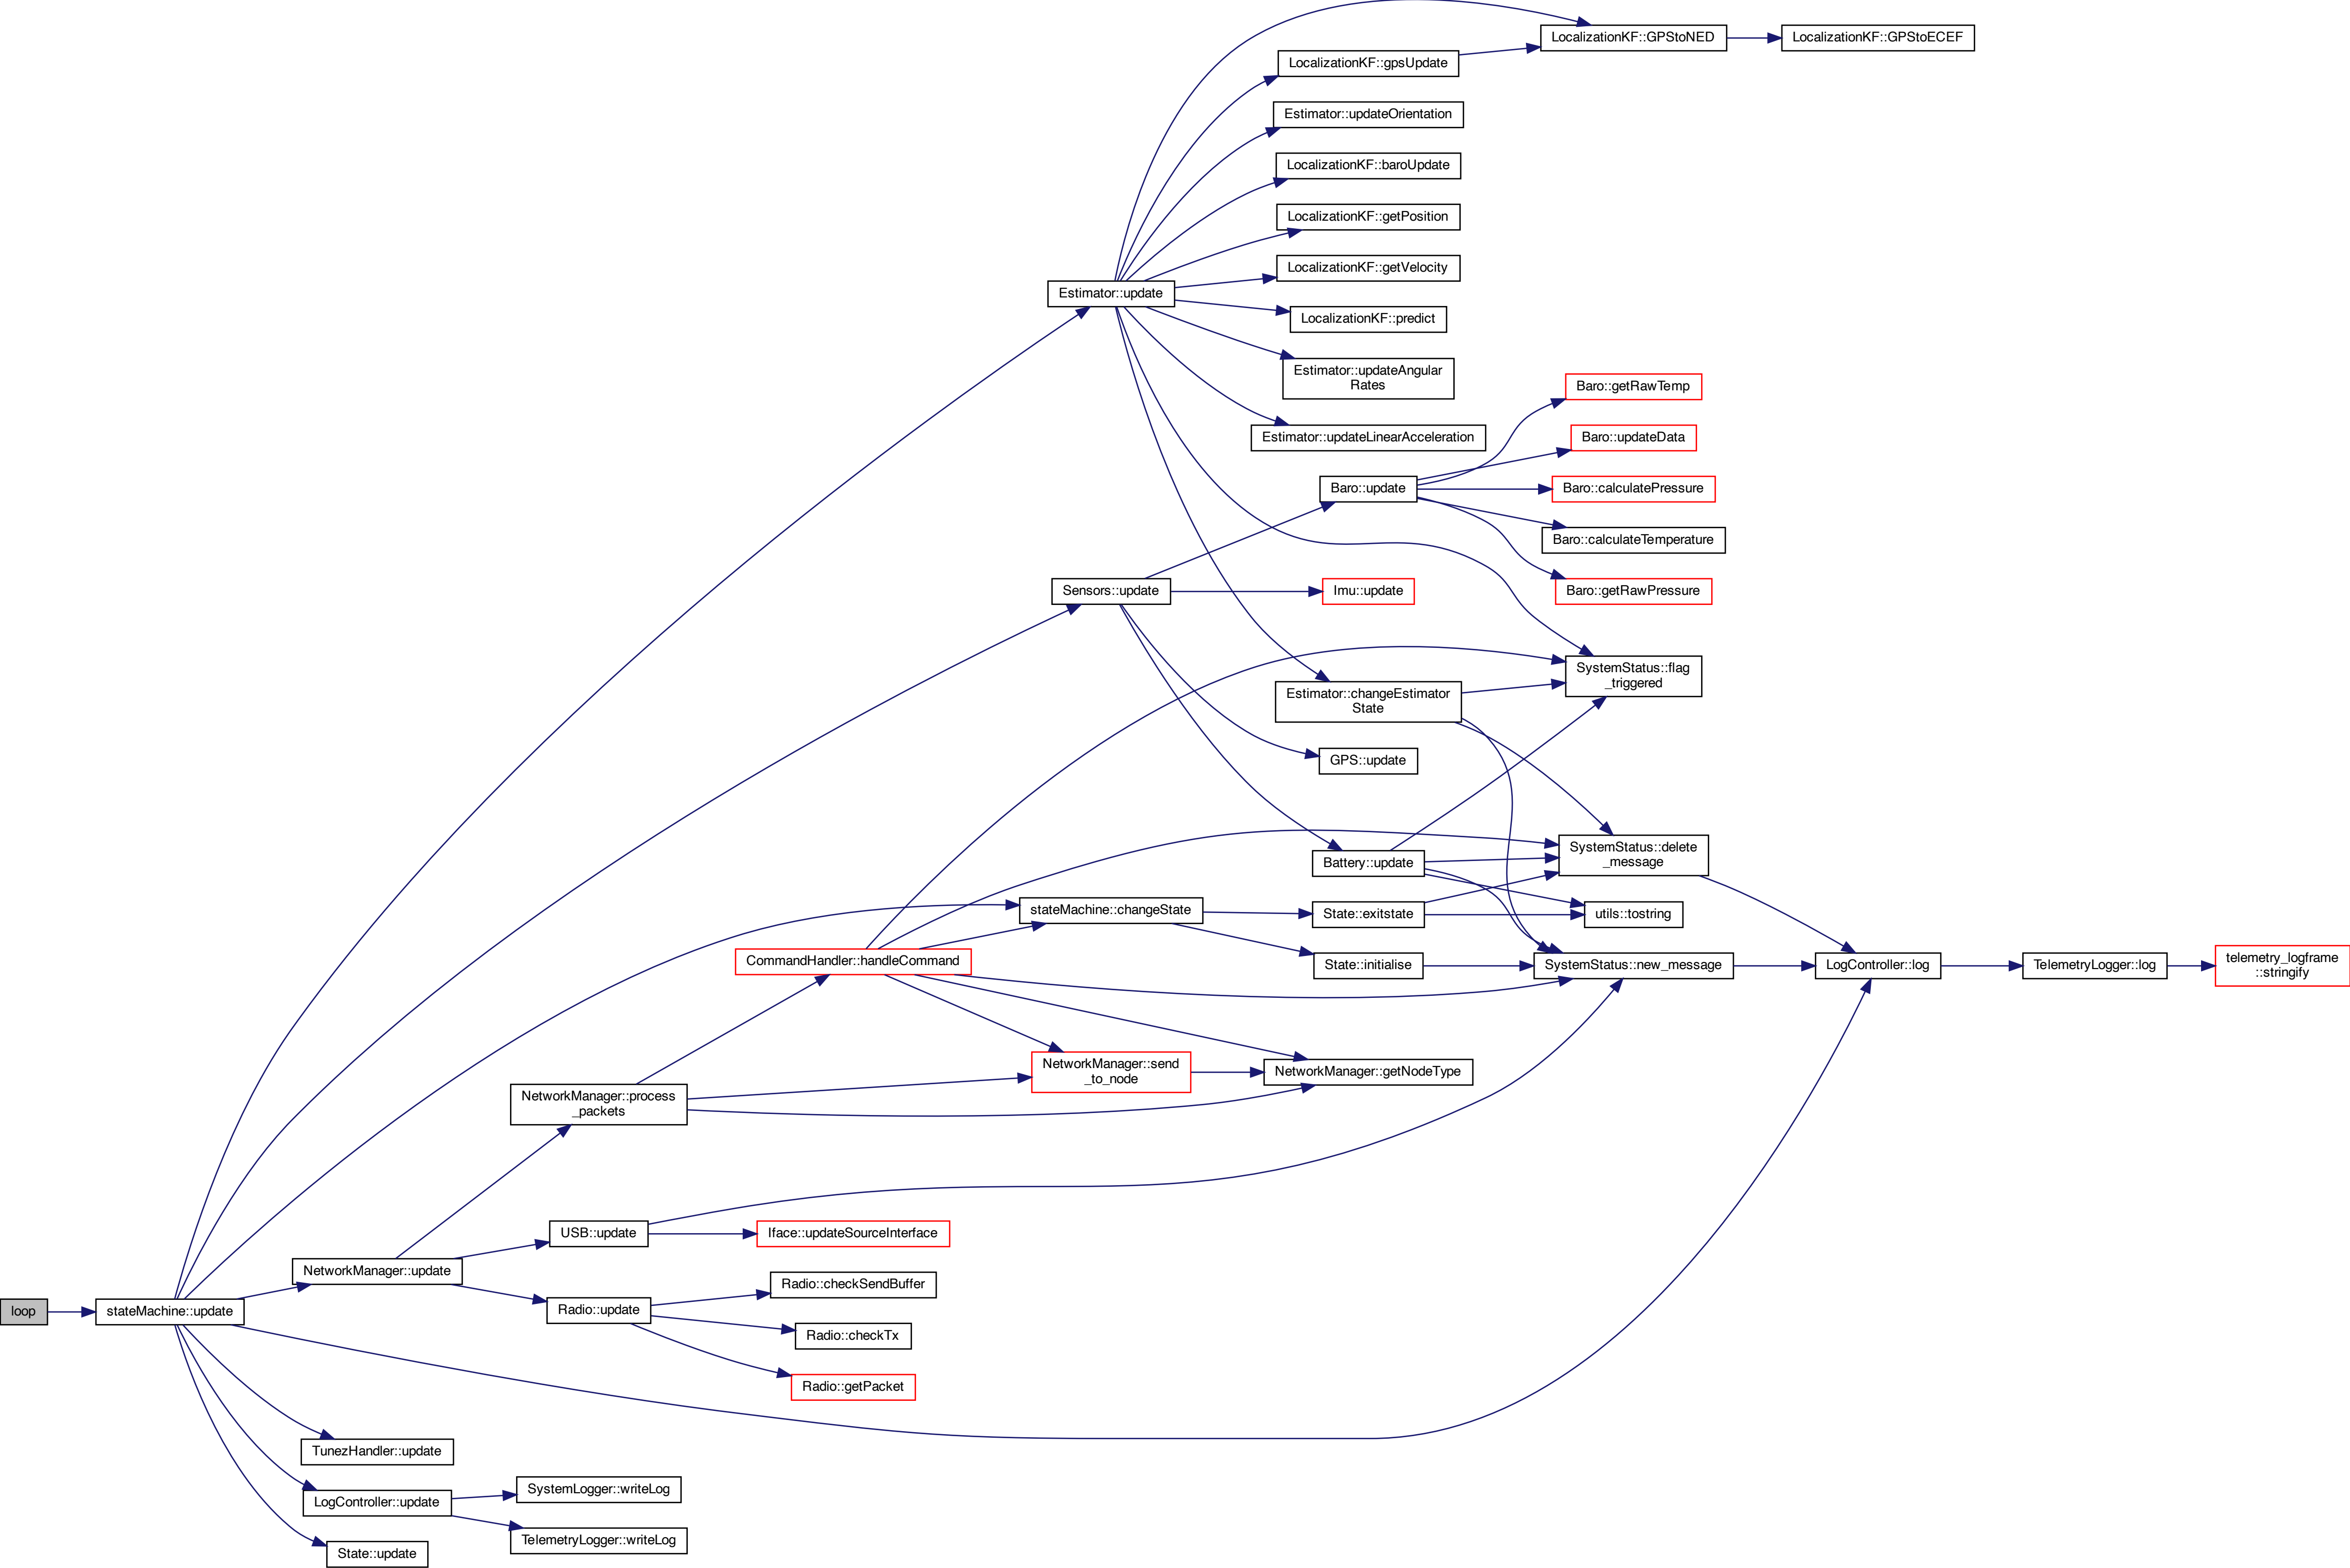 LocalizationKF::GPStoNED
LocalizationKF::GPStoECEF
LocalizationKF::gpsUpdate
Estimator::updateOrientation
LocalizationKF::baroUpdate
LocalizationKF::getPosition
LocalizationKF::getVelocity
Estimator::update
LocalizationKF::predict
Estimator::updateAngular
Rates
Baro::getRawTemp
Estimator::updateLinearAcceleration
Baro::updateData
Baro::update
Baro::calculatePressure
Baro::calculateTemperature
Sensors::update
Imu::update
Baro::getRawPressure
SystemStatus::flag
_triggered
Estimator::changeEstimator
State
GPS::update
SystemStatus::delete
_message
Battery::update
stateMachine::changeState
State::exitstate
utils::tostring
CommandHandler::handleCommand
State::initialise
SystemStatus::new_message
LogController::log
TelemetryLogger::log
telemetry_logframe
::stringify
NetworkManager::send
_to_node
NetworkManager::getNodeType
NetworkManager::process
_packets
USB::update
Iface::updateSourceInterface
NetworkManager::update
Radio::checkSendBuffer
loop
stateMachine::update
Radio::update
Radio::checkTx
Radio::getPacket
TunezHandler::update
SystemLogger::writeLog
LogController::update
TelemetryLogger::writeLog
State::update